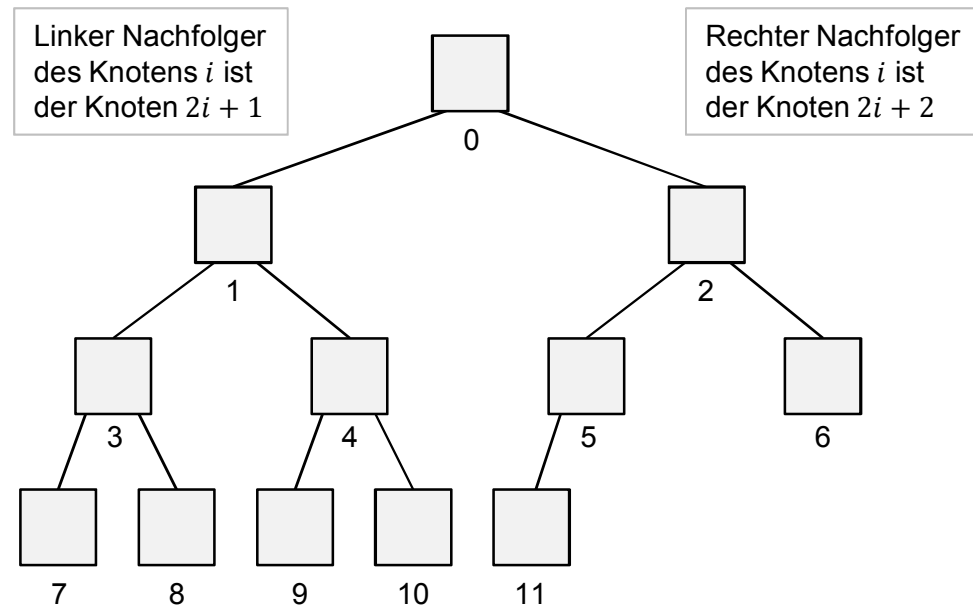 Linker Nachfolger
des Knotens i ist
der Knoten 2i + 1
Rechter Nachfolger
des Knotens i ist
der Knoten 2i + 2
0
1
2
3
4
5
6
7
8
9
10
11